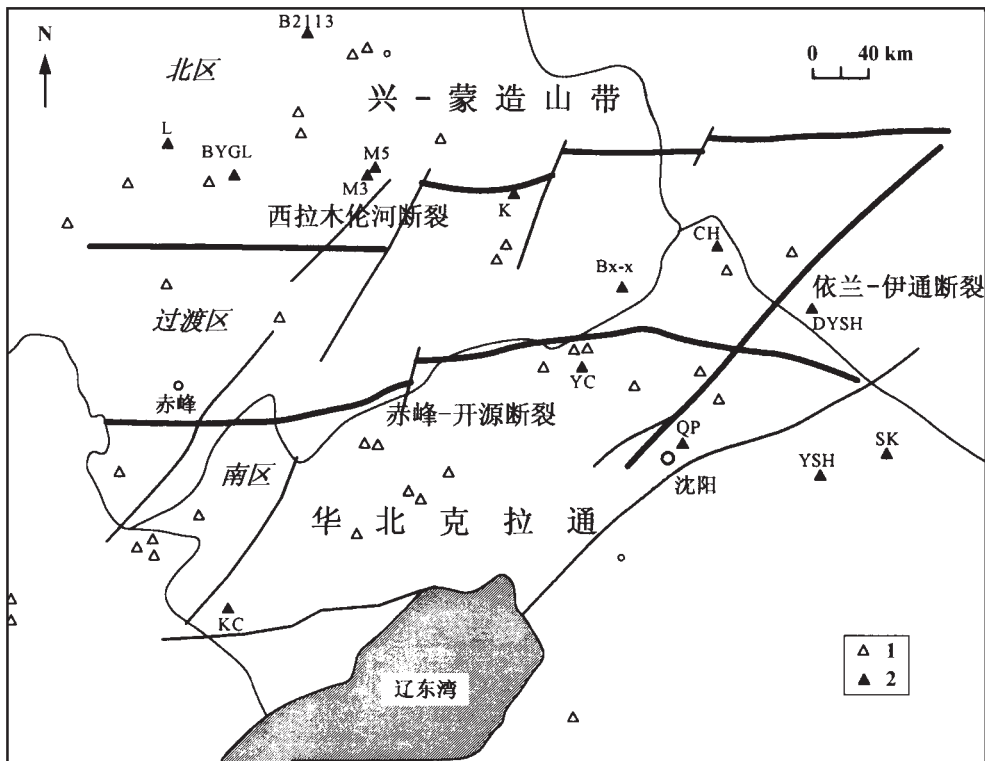 B2113
N
0 40 km
北区
兴-蒙造山带
L
BYGL
M5
M3
K
西拉木伦河断裂
CH
Bx-x
依兰-伊通断裂
DYSH
过渡区
赤峰
YC
赤峰-开源断裂
QP
SK
南区
沈阳
YSH
华北克拉通
KC
1
2
辽东湾